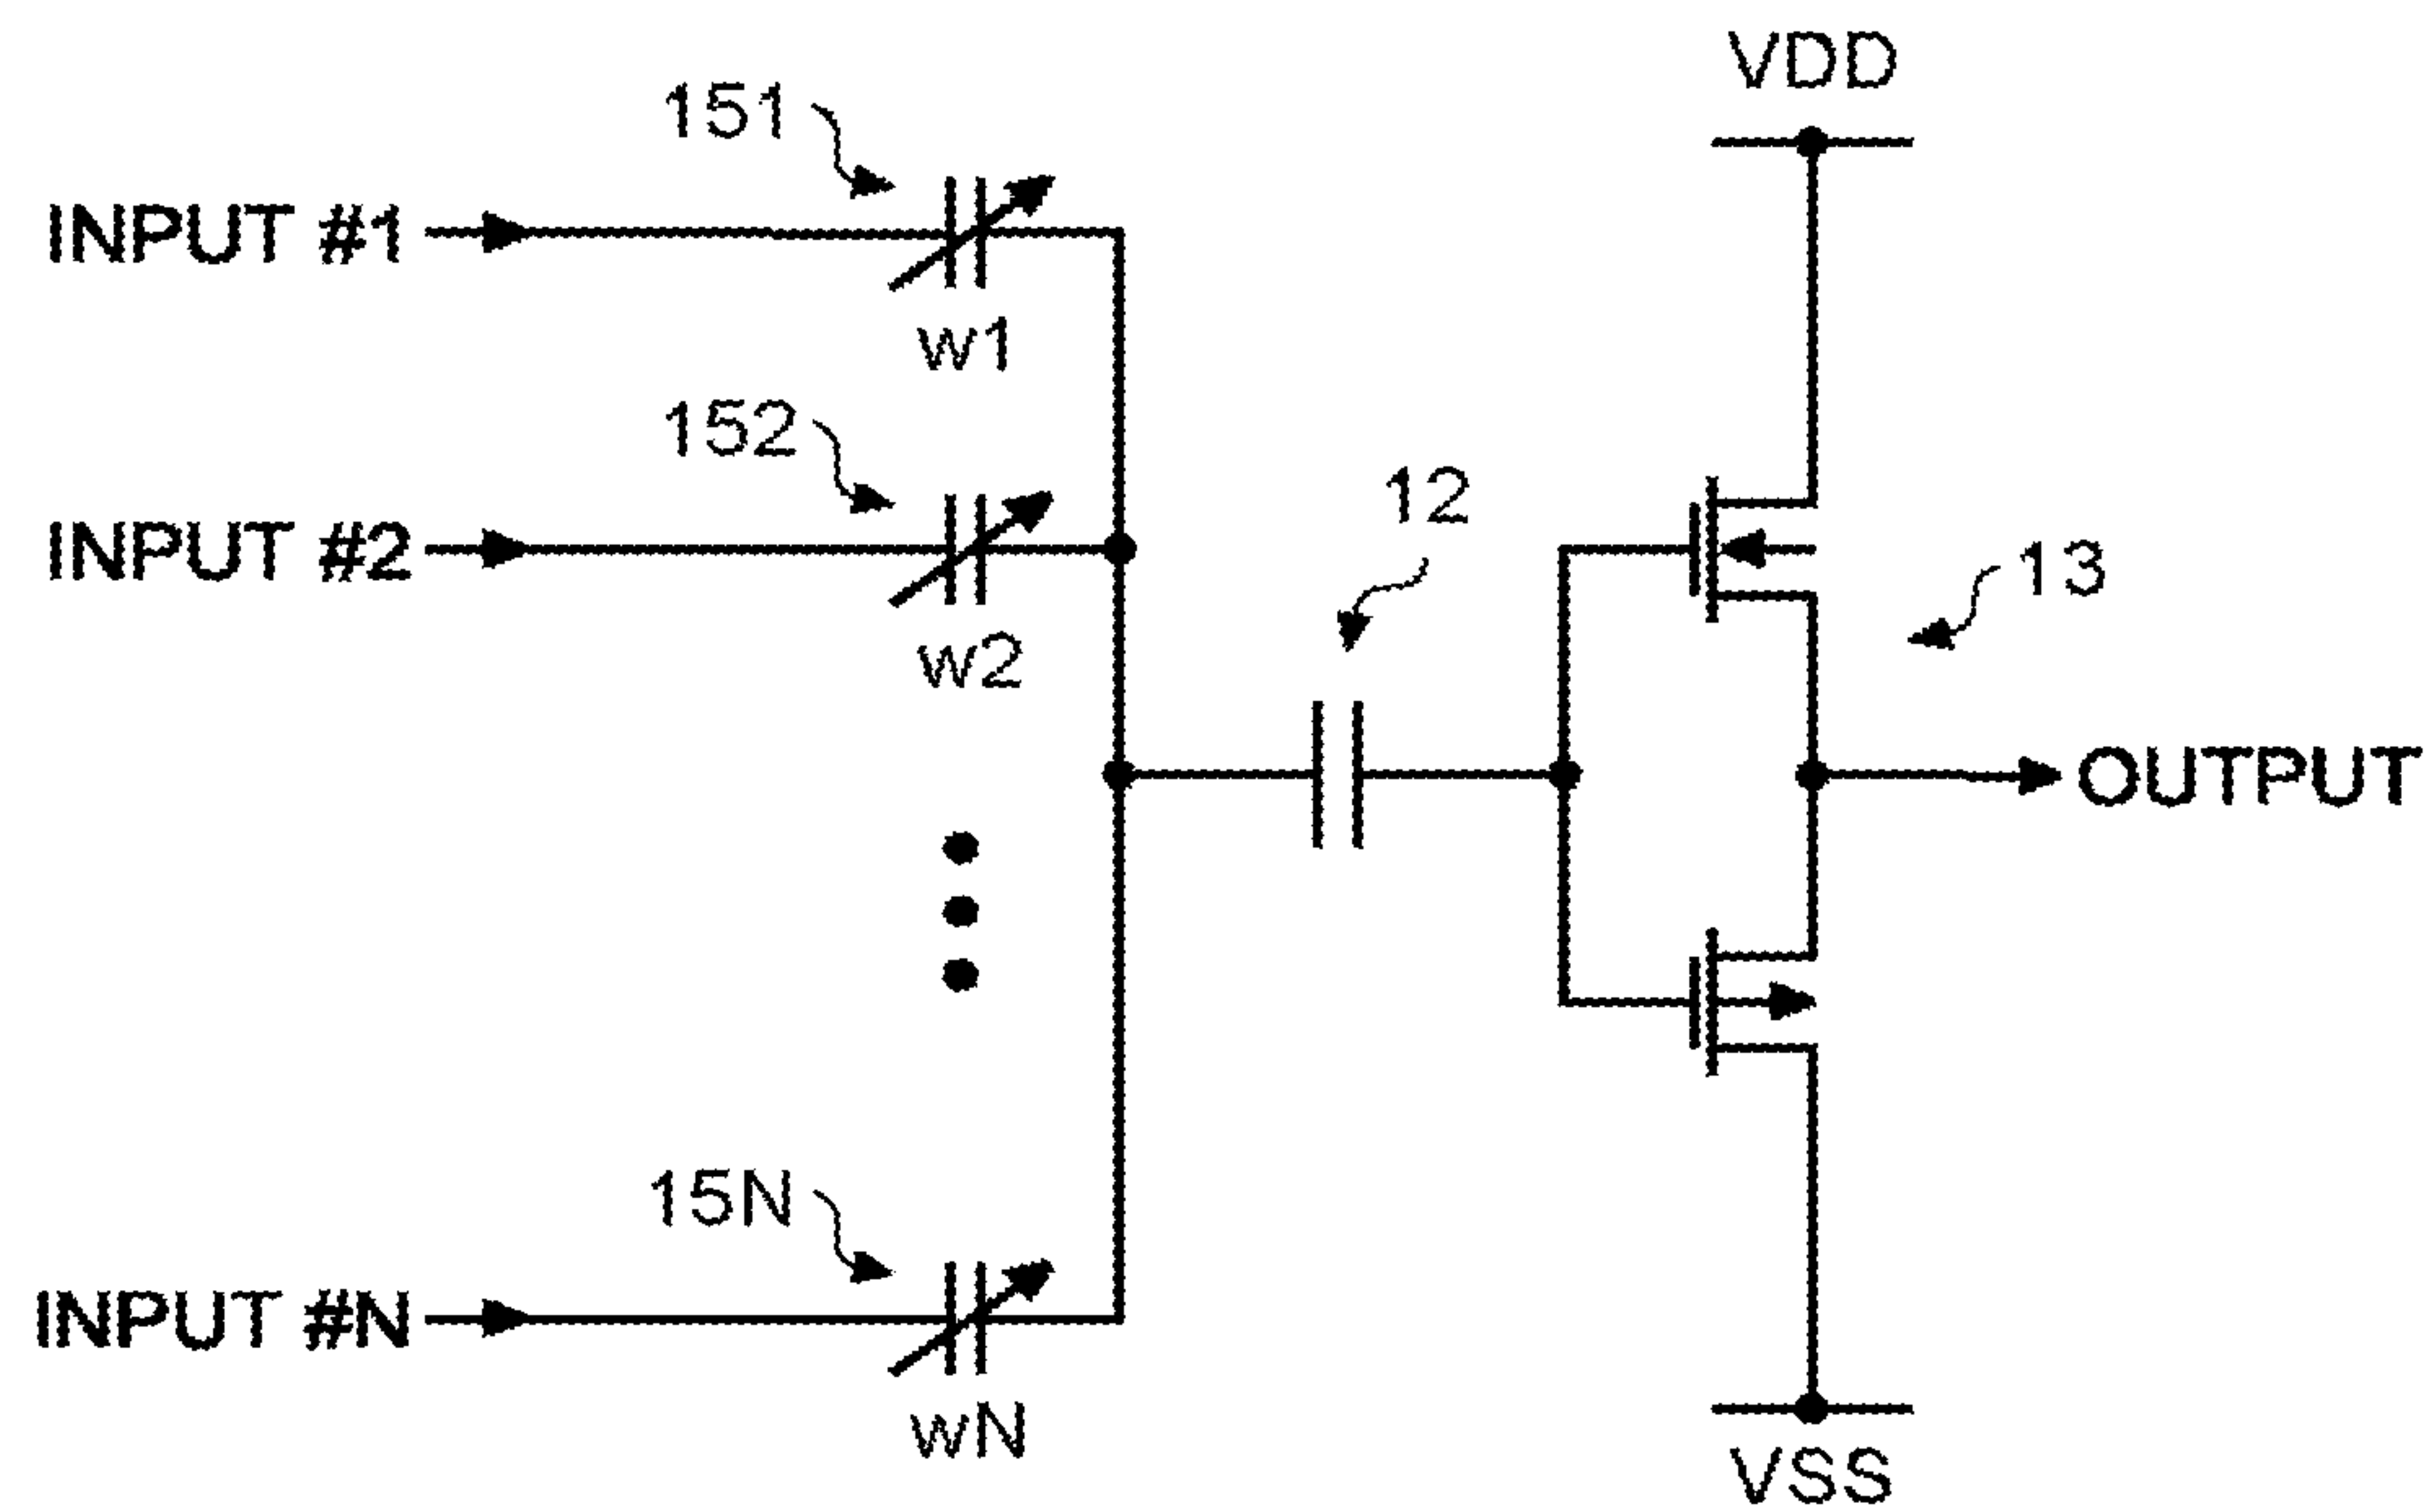 VDD
151
INPUT #1
w1
152
12
INPUT #2
13
w2
OUTPUT
15N
INPUT #N
wN
VSS